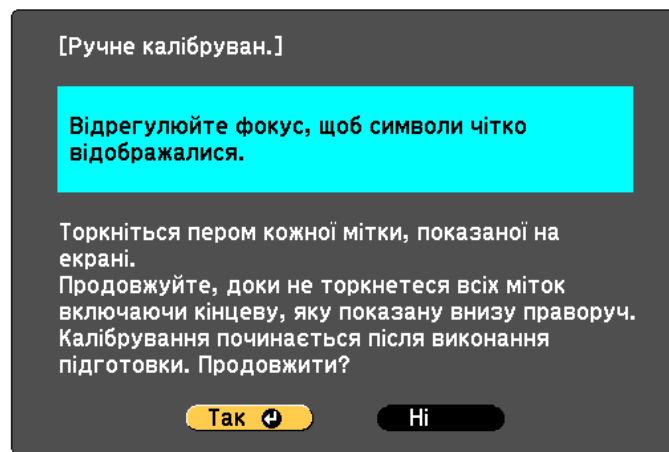 [Ручне калібруван.]
Відрегулюйте фокус, щоб символи чітко
відображалися.
Торкніться пером кожної мітки, показаної на
екрані.
Продовжуйте, доки не торкнетеся всіх міток
включаючи кінцеву, яку показану внизу праворуч.
Калібрування починається після виконання
підготовки. Продовжити?
Так Ні